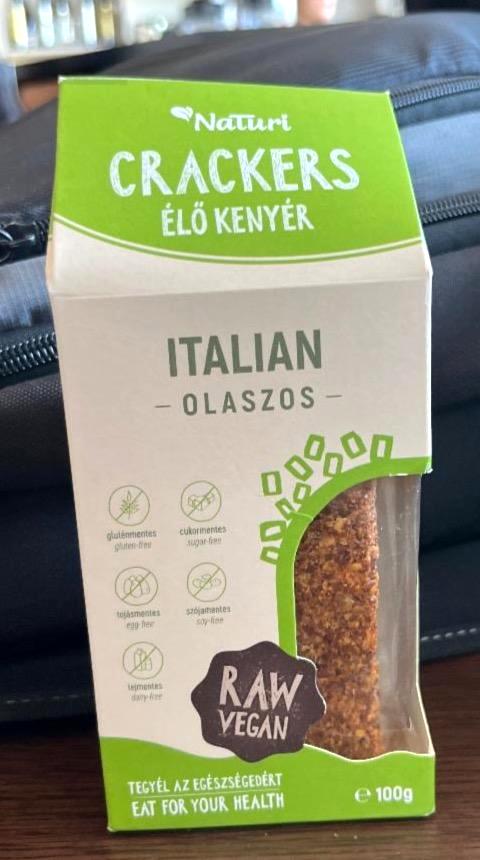 Naturi
CRACKERS
ÉLŐ KENYÉR
ITALIAN
– OLASZOS –
gluténmentes
gluten-free
cukormentes
sugar-free
tojásmentes
egg-free
szójamentes
soy-free
tejmentes
dairy-free
RAW
VEGAN
TEGYÉL AZ EGÉSZSÉGEDÉRT
EAT FOR YOUR HEALTH
℮ 100g